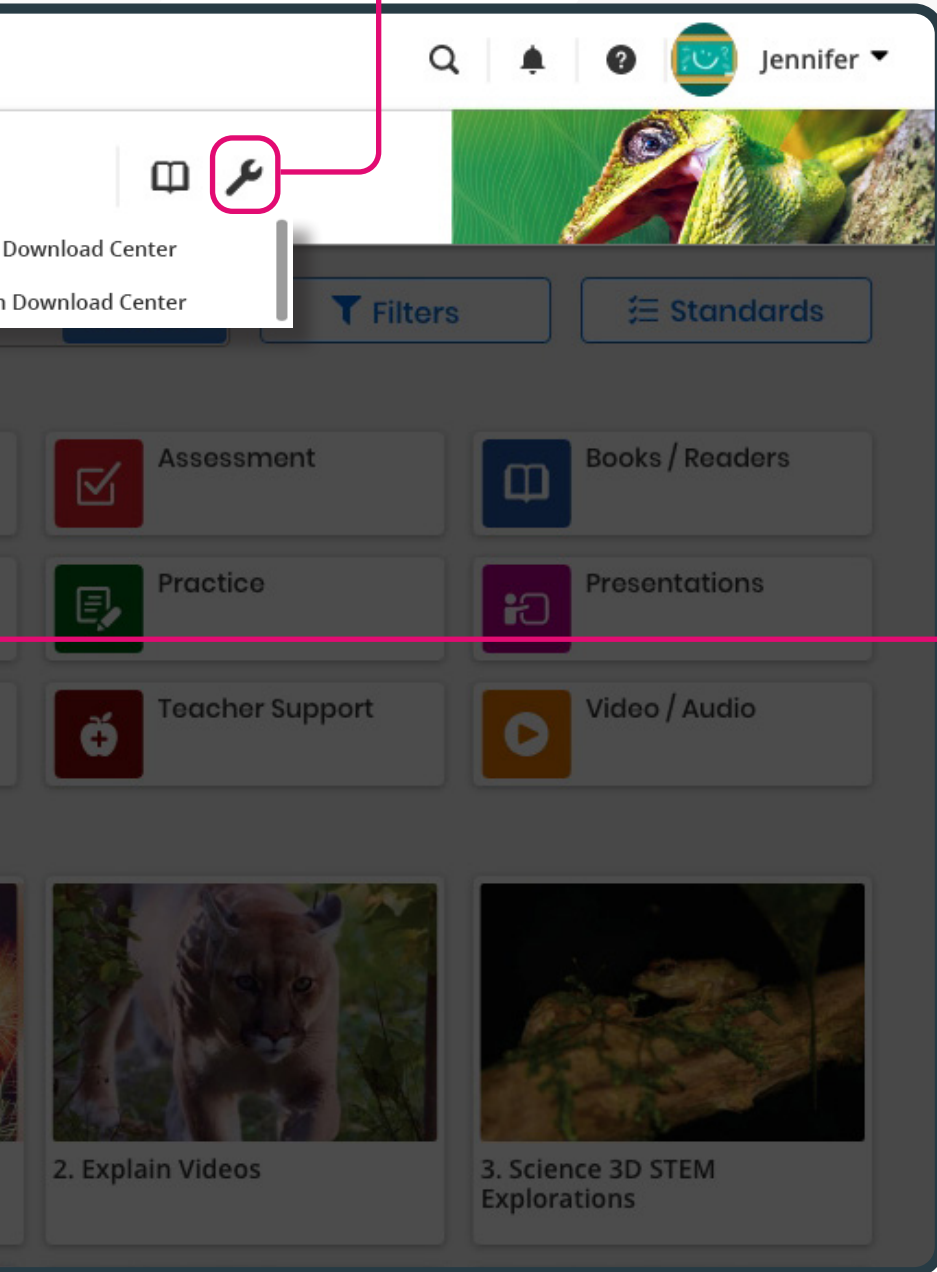 Jennifer
Download Center
n Download Center
Filters
Standards
Assessment
Books / Readers
Practice
Presentations
Teacher Support
Video / Audio
2. Explain Videos
3. Science 3D STEM
Explorations